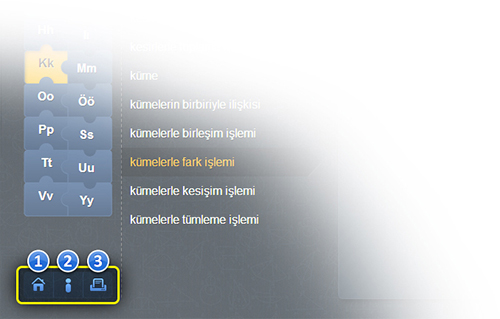 Kk
Mm
Oo
Öö
Pp
Ss
Tt
Uu
Vv
Yy
küme
kümelerin birbiriyle ilişkisi
kümelerle birleşim işlemi
kümelerle fark işlemi
kümelerle kesişim işlemi
kümelerle tümleme işlemi
1 2 3